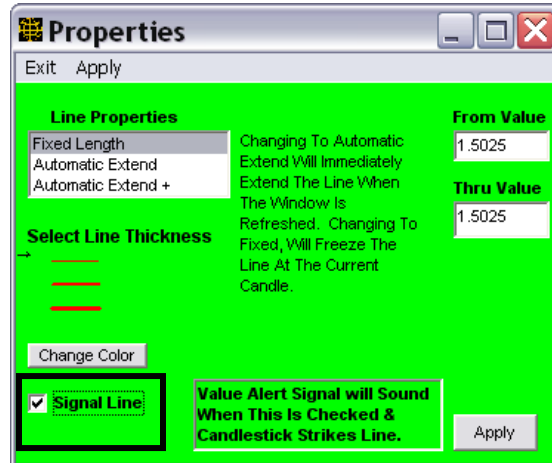 Properties
Exit Apply
Line Properties
Fixed Length
Automatic Extend
Automatic Extend +
Changing To Automatic
Extend Will Immediately
Extend The Line When
The Window Is
Refreshed. Changing To
Fixed, Will Freeze The
Line At The Current
Candle.
From Value
1.5025
Thru Value
1.5025
Select Line Thickness
Change Color
Signal Line
Value Alert Signal will Sound
When This Is Checked &
Candlestick Strikes Line.
Apply